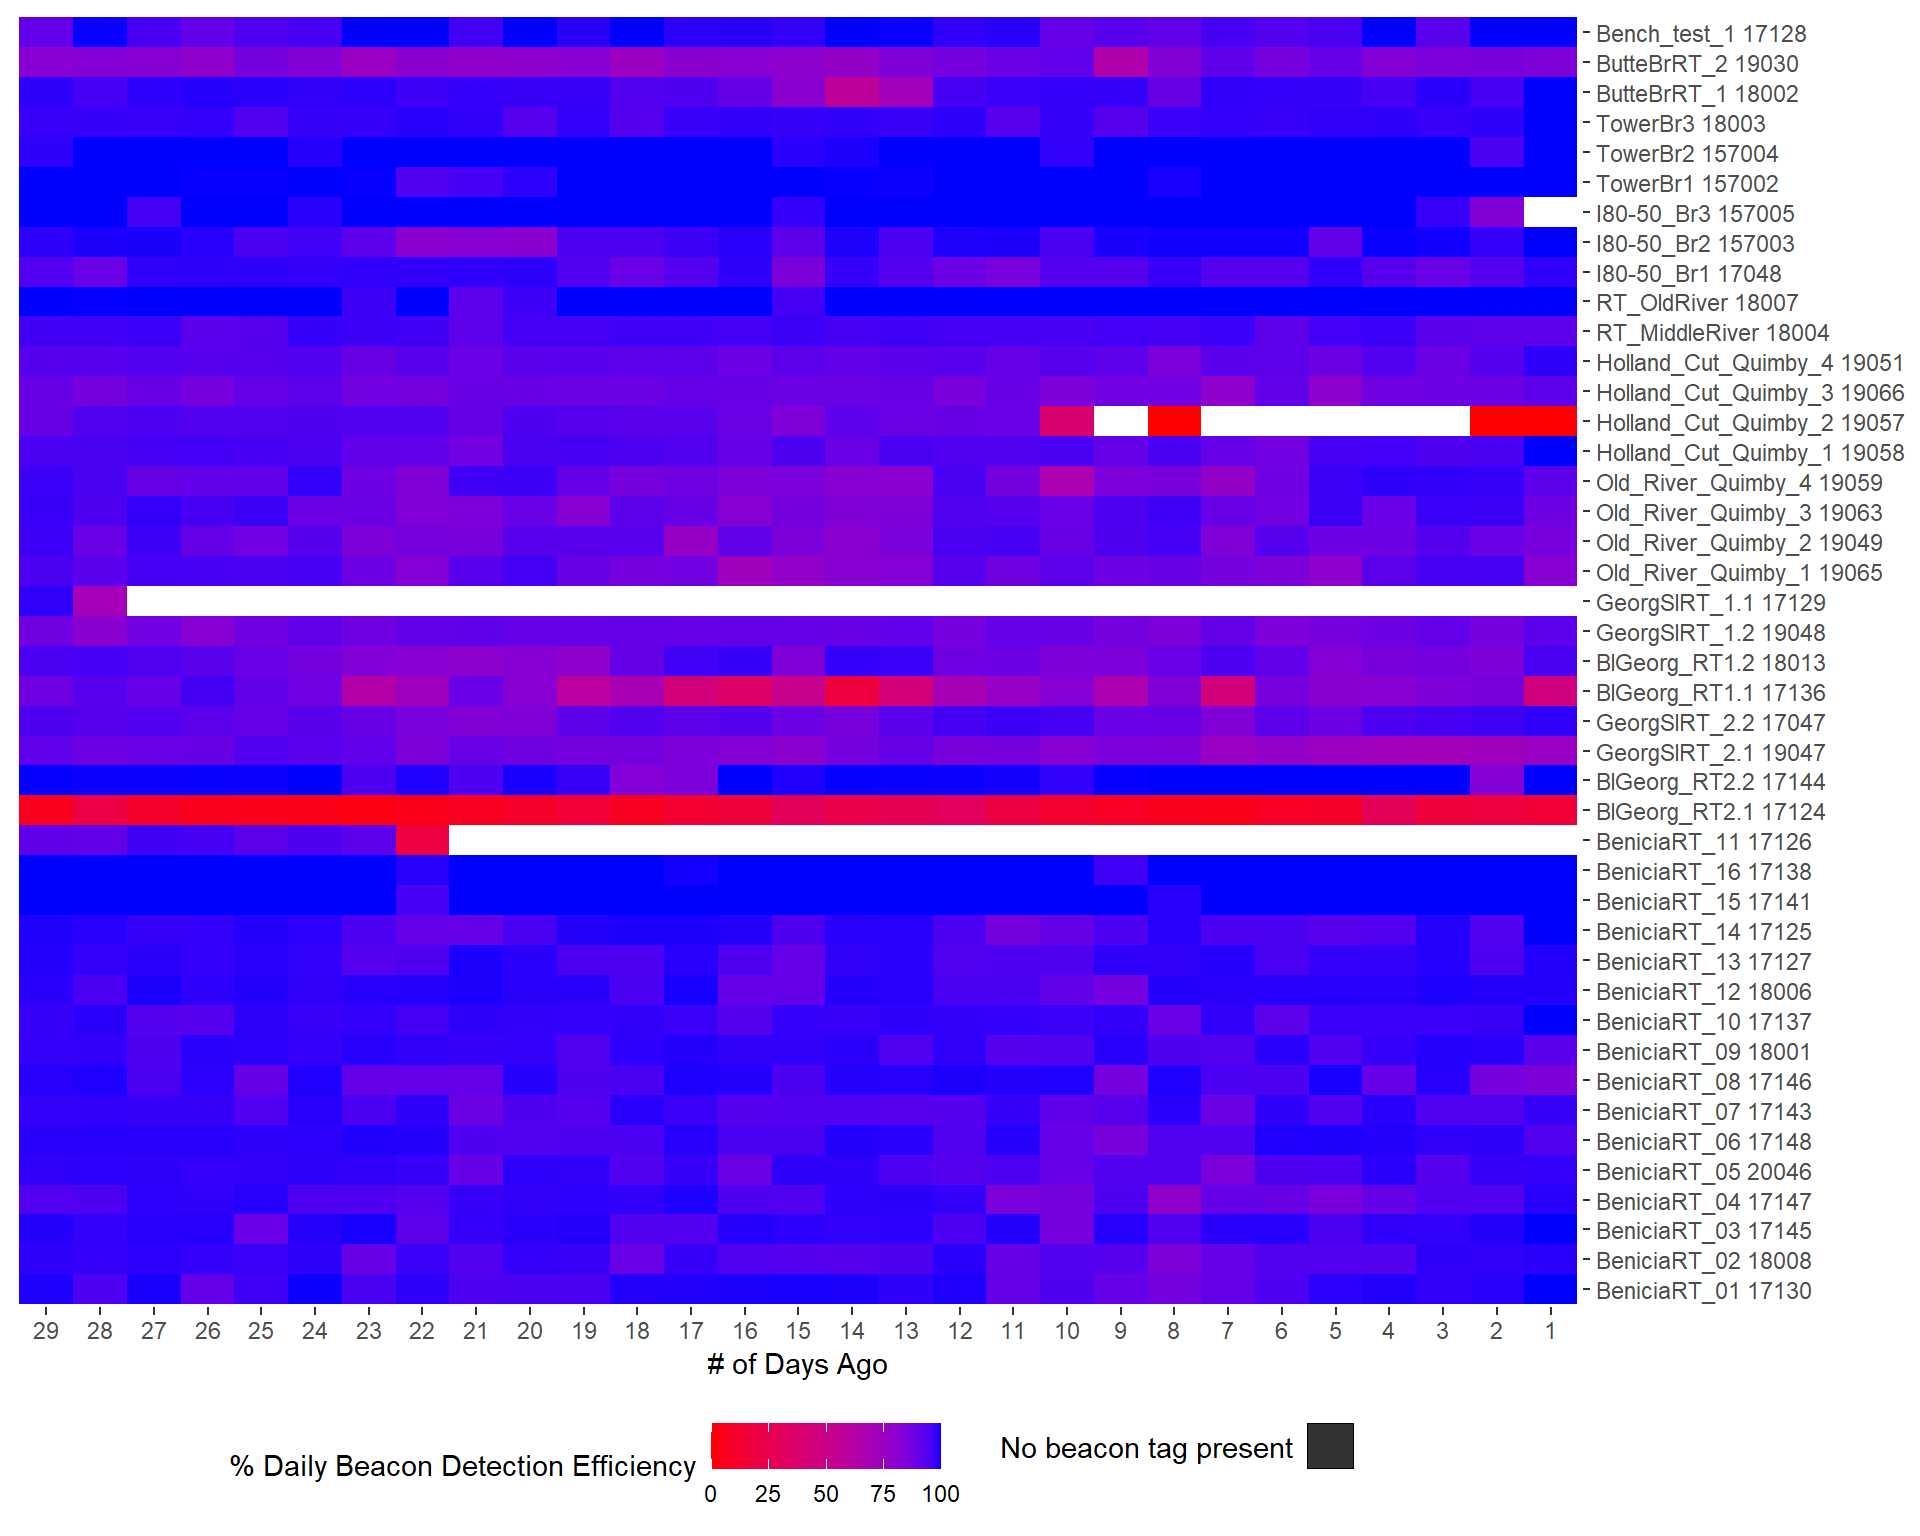 Bench_test_1 17128
ButteBrRT_2 19030
ButteBrRT_1 18002
TowerBr3 18003
TowerBr2 157004
TowerBr1 157002
I80-50_Br3 157005
I80-50_Br2 157003
I80-50_Br1 17048
RT_OldRiver 18007
RT_MiddleRiver 18004
Holland_Cut_Quimby_4 19051
Holland_Cut_Quimby_3 19066
Holland_Cut_Quimby_2 19057
Holland_Cut_Quimby_1 19058
Old_River_Quimby_4 19059
Old_River_Quimby_3 19063
Old_River_Quimby_2 19049
Old_River_Quimby_1 19065
GeorgSlRT_1.1 17129
GeorgSlRT_1.2 19048
BlGeorg_RT1.2 18013
BlGeorg_RT1.1 17136
GeorgSlRT_2.2 17047
GeorgSlRT_2.1 19047
BlGeorg_RT2.2 17144
BlGeorg_RT2.1 17124
BeniciaRT_11 17126
BeniciaRT_16 17138
BeniciaRT_15 17141
BeniciaRT_14 17125
BeniciaRT_13 17127
BeniciaRT_12 18006
BeniciaRT_10 17137
BeniciaRT_09 18001
BeniciaRT_08 17146
BeniciaRT_07 17143
BeniciaRT_06 17148
BeniciaRT_05 20046
BeniciaRT_04 17147
BeniciaRT_03 17145
BeniciaRT_02 18008
BeniciaRT_01 17130
29 28 27 26 25 24 23 22 21 20 19 18 17 16 15 14 13 12 11 10 9 8 7 6 5 4 3 2 1
# of Days Ago
% Daily Beacon Detection Efficiency
0 25 50 75 100
No beacon tag present